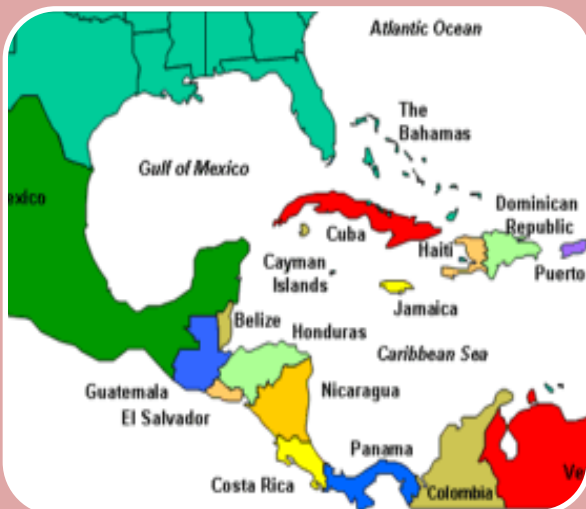 Atlantic Ocean
The
Bahamas
Gulf of Mexico
exico
Dominican
Republic
Cuba
Haiti
Puerto
Cayman
Islands
Jamaica
Belize
Honduras
Caribbean Sea
Guatemala
Nicaragua
El Salvador
Panama
Costa Rica
Colombia
Ve